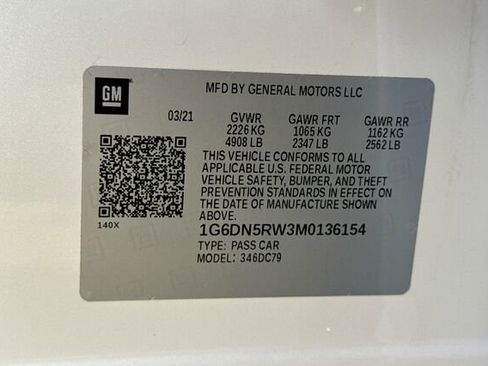 GM
MFD BY GENERAL MOTORS LLC
03/21 GVWR GAWR FRT GAWR RR
2226 KG 1065 KG 1162 KG
4908 LB 2347 LB 2562 LB
THIS VEHICLE CONFORMS TO ALL
APPLICABLE U.S. FEDERAL MOTOR
VEHICLE SAFETY, BUMPER, AND THEFT
PREVENTION STANDARDS IN EFFECT ON
THE DATE OF MANUFACTURE SHOWN
ABOVE.
140X
1G6DN5RW3M0136154
TYPE: PASS CAR
MODEL: 346DC79